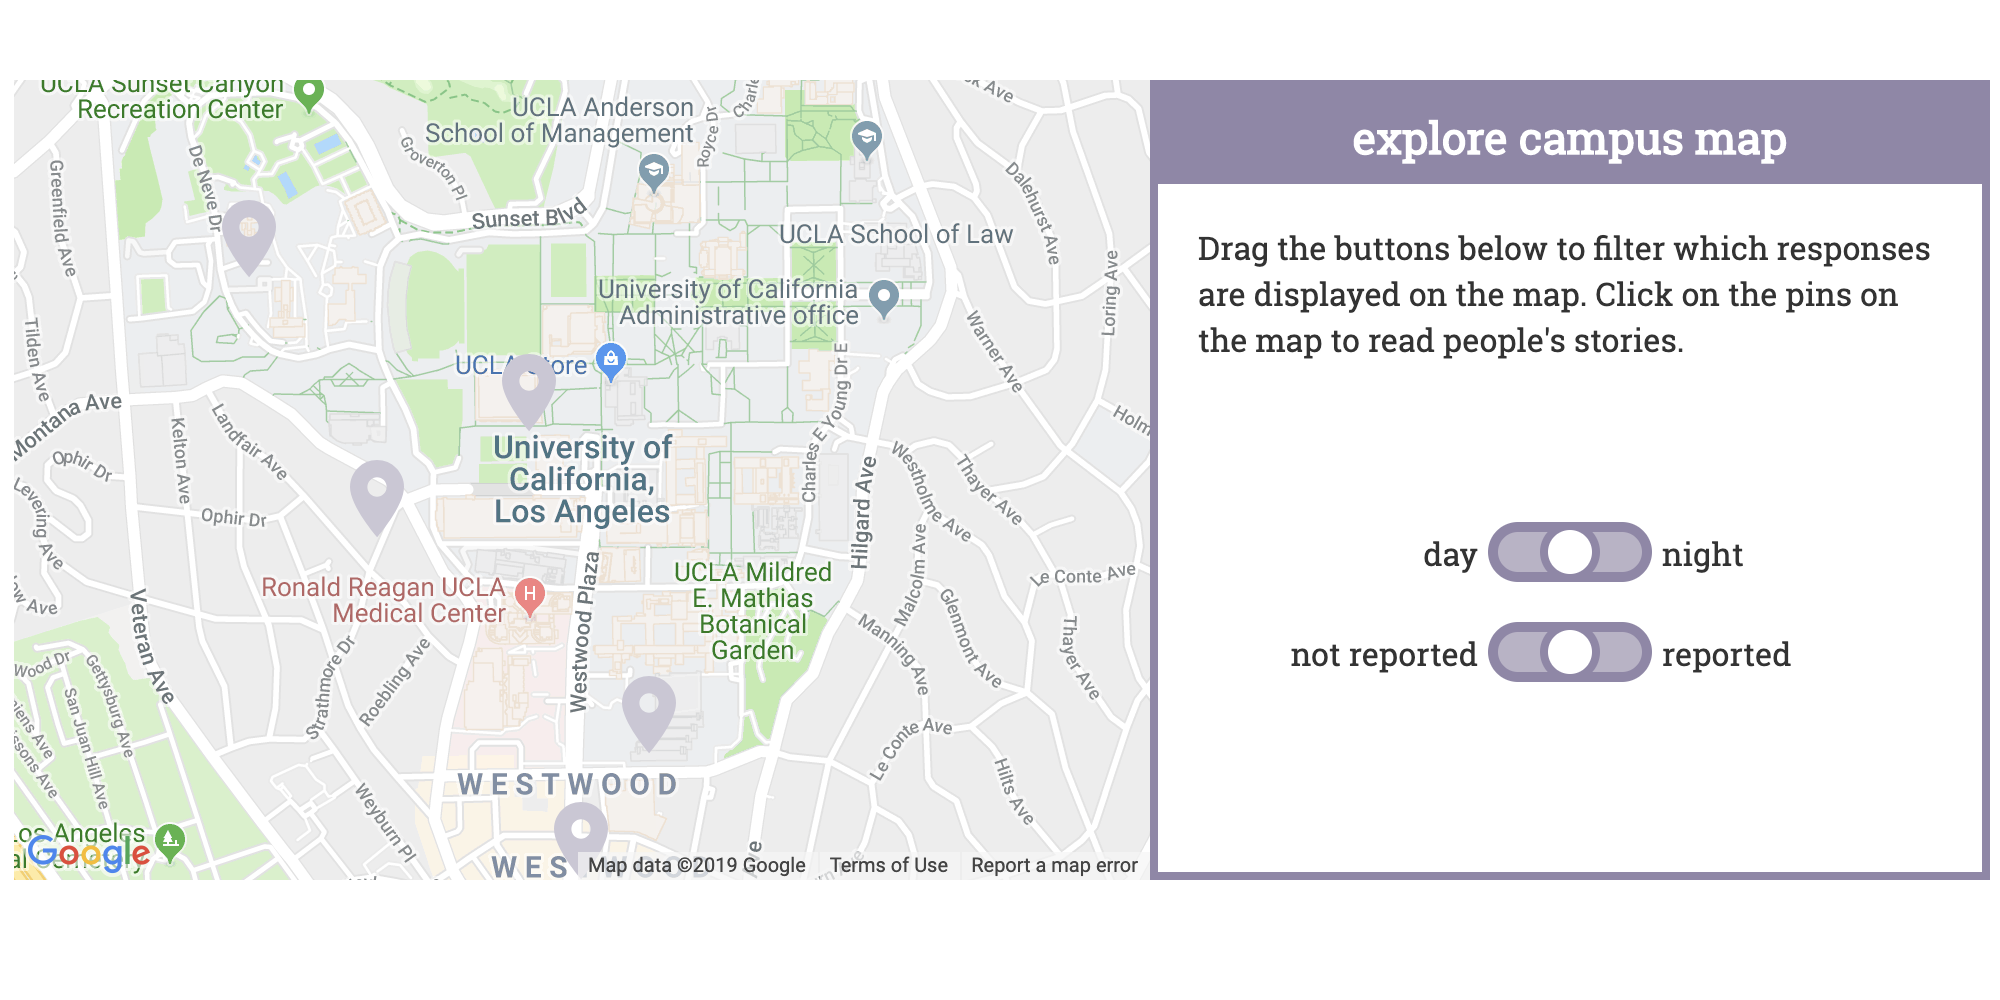 UCLA Sunset Canyon
Recreation Center
UCLA Anderson
School of Management
Royce Dr
Groverton Pl
De Neve Dr
Greenfield Ave
Sunset Blvd
Dalehurst Ave
UCLA School of Law
Loring Ave
University of California
Administrative office
Tilden Ave
Warner Ave
UCLA Store
Charles E Young Dr E
Montana Ave
Landfair Ave
Kelton Ave
Ophir Dr
Levering Ave
Ophir Dr
University of
California,
Los Angeles
Hilgard Ave
Westholme Ave
Thayer Ave
Malcolm Ave
Le Conte Ave
UCLA Mildred
E. Mathias
Botanical
Garden
Ronald Reagan UCLA
Medical Center
H
Westwood Plaza
Veteran Ave
Glenmont Ave
Manning Ave
Thayer Ave
Wood Dr
Gettysburg Ave
San Juan Hill Ave
Strathmore Dr
Roebling Ave
Le Conte Ave
Hilts Ave
WESTWOOD
Weyburn Pl
Los Angeles
Google
Map data ©2019 Google
Terms of Use
Report a map error
explore campus map
Drag the buttons below to filter which responses
are displayed on the map. Click on the pins on
the map to read people's stories.
day
night
not reported
reported